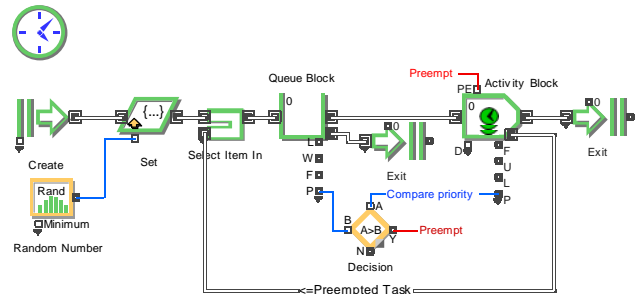 Queue Block
Preempt
PE
Activity Block
0
{...}
0
0
0
D
Create
Set
Select Item In
Exit
Exit
L
W
F
P
F
U
L
P
Rand
Minimum
Random Number
Compare priority
A
B
A>B
Y
Preempt
N
Decision
<=Preempted Task